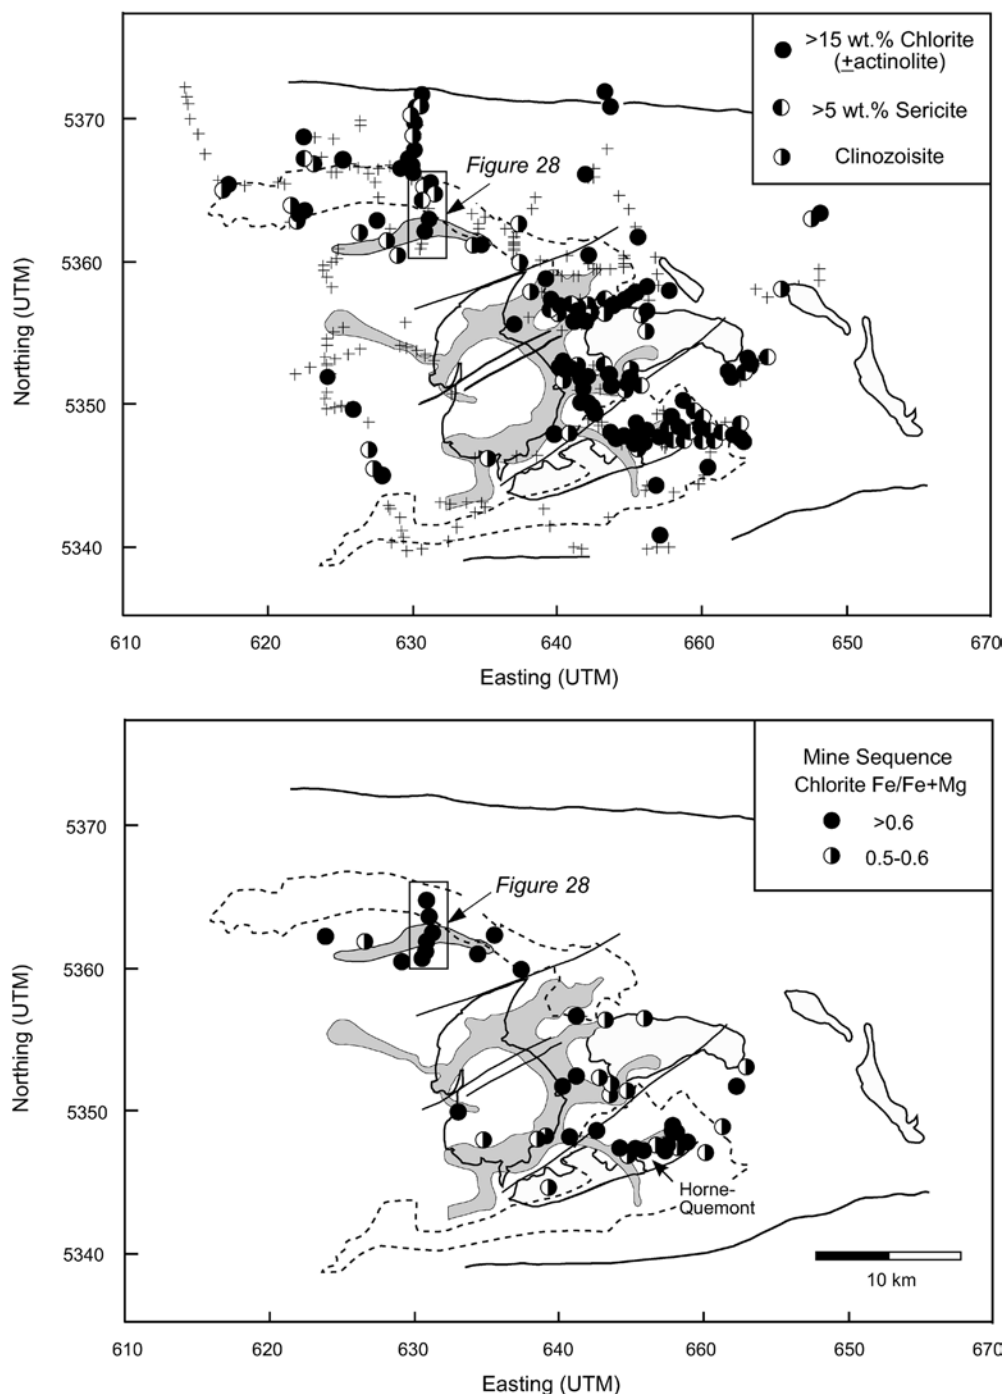 >15 wt.% Chlorite
(±actinolite)
>5 wt.% Sericite
Clinozoisite
5370
Figure 28
5360
5350
5340
Northing (UTM)
610
620
630
640
660
650
670
Easting (UTM)
Mine Sequence
Chlorite Fe/Fe+Mg
>0.6
0.5-0.6
5370
Figure 28
5360
5350
5340
Northing (UTM)
Horne-
Quemont
10 km
610
620
630
640
660
650
670
Easting (UTM)